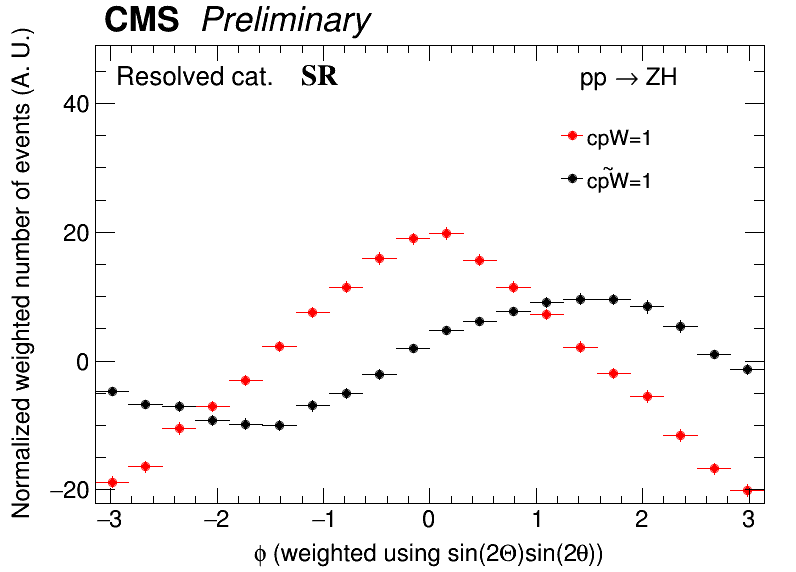 CMS Preliminary
Normalized weighted number of events (A. U.)
Resolved cat. SR
pp → ZH
cpW=1
cp̃W=1
40
20
0
−20
−3 −2 −1 0 1 2 3
ϕ (weighted using sin(2Θ)sin(2θ))